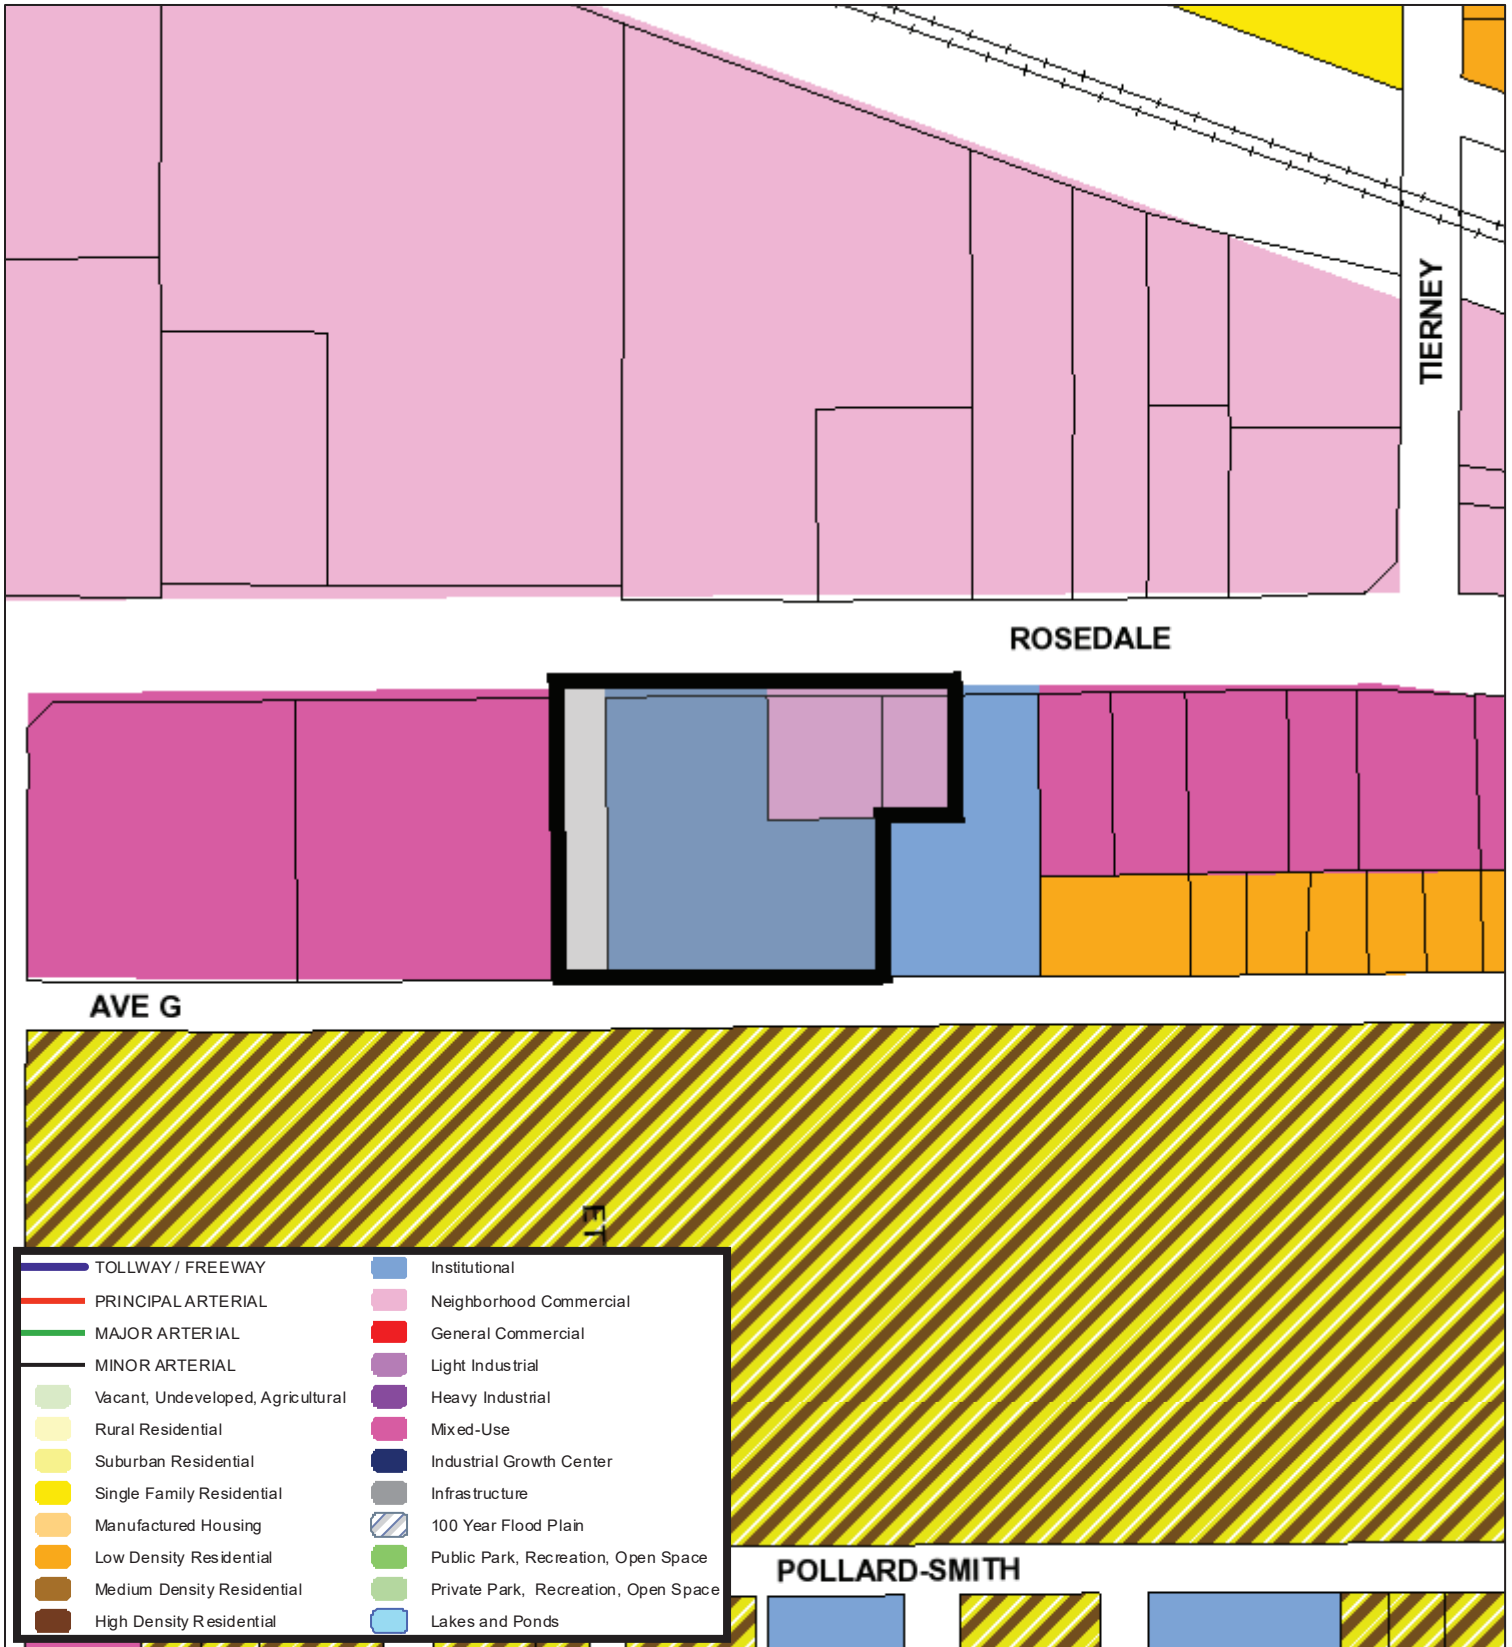 TIERNEY
ROSEDALE
AVE G
ET
TOLLWAY / FREEWAY
PRINCIPAL ARTERIAL
MAJOR ARTERIAL
MINOR ARTERIAL
Vacant, Undeveloped, Agricultural
Rural Residential
Suburban Residential
Single Family Residential
Manufactured Housing
Low Density Residential
Medium Density Residential
High Density Residential
Institutional
Neighborhood Commercial
General Commercial
Light Industrial
Heavy Industrial
Mixed-Use
Industrial Growth Center
Infrastructure
100 Year Flood Plain
Public Park, Recreation, Open Space
Private Park, Recreation, Open Space
Lakes and Ponds
POLLARD-SMITH